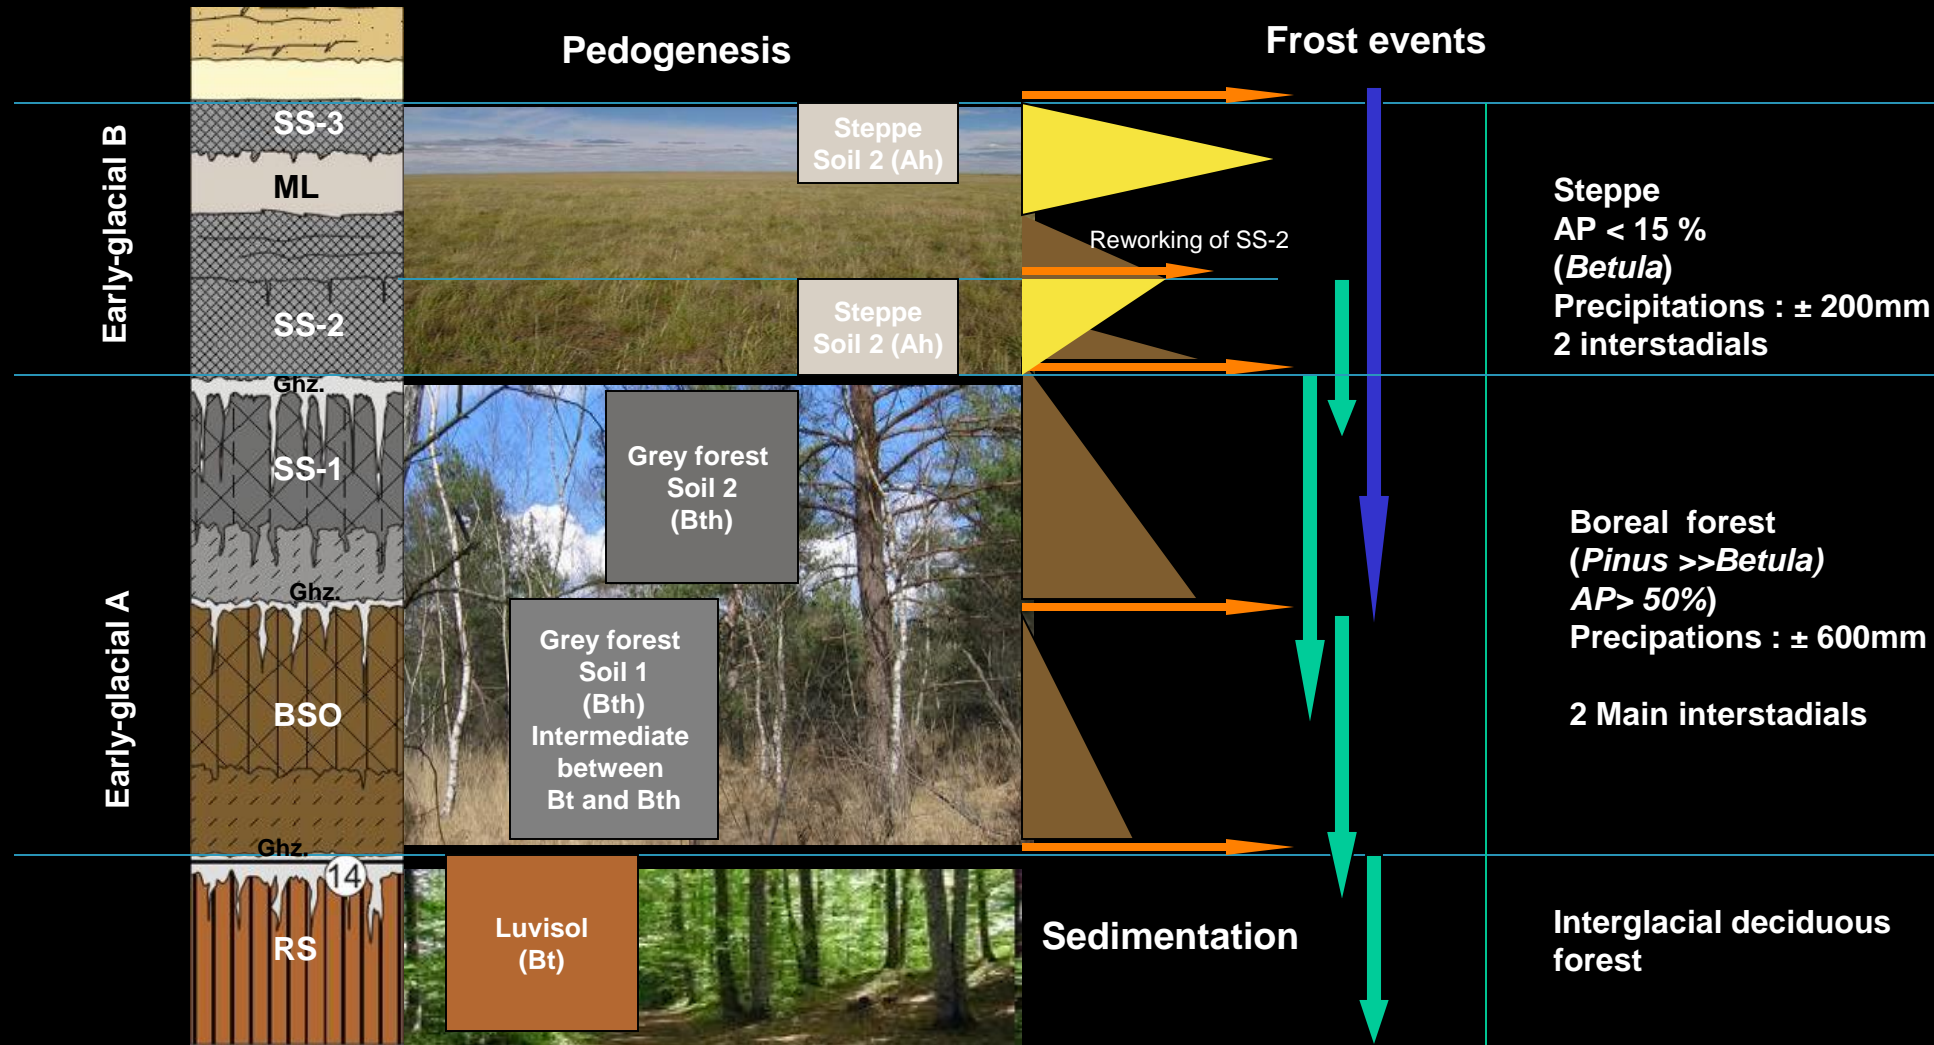 Pedogenesis
Frost events
Early-glacial B
SS-3
ML
SS-2
Steppe
Soil 2 (Ah)
Reworking of SS-2
Steppe
Soil 2 (Ah)
Steppe
AP < 15 %
(Betula)
Precipitations : ± 200mm
2 interstadials
Early-glacial A
Ghz.
SS-1
Ghz.
BSO
Ghz.
Grey forest
Soil 2
(Bth)
Grey forest
Soil 1
(Bth)
Intermediate
between
Bt and Bth
Boreal forest
(Pinus >>Betula)
AP> 50%)
Precipations : ± 600mm
2 Main interstadials
14
RS
Luvisol
(Bt)
Sedimentation
Interglacial deciduous
forest